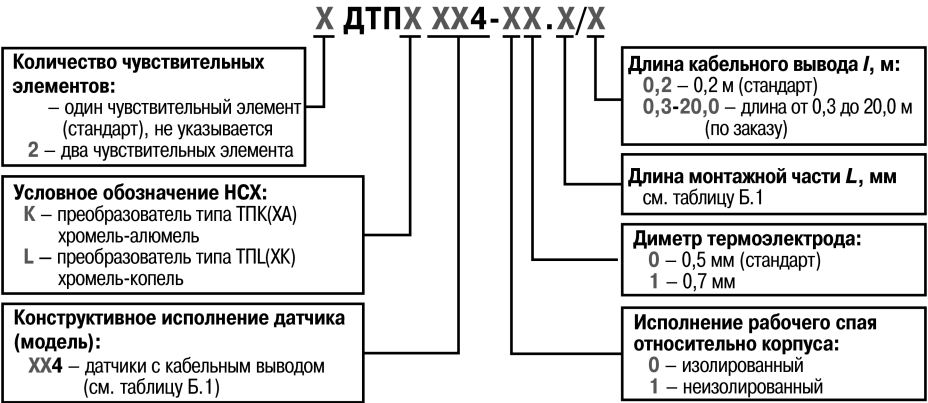 X ДТПX XX4-XX.X/X
Количество чувствительных
элементов:
– один чувствительный элемент
(стандарт), не указывается
2 – два чувствительных элемента
Условное обозначение НСХ:
K – преобразователь типа ТПК(ХА)
хромель-алюмель
L – преобразователь типа ТПL(ХК)
хромель-копель
Конструктивное исполнение датчика
(модель):
XX4 – датчики с кабельным выводом
(см. таблицу Б.1)
Длина кабельного вывода l, м:
0,2 – 0,2 м (стандарт)
0,3-20,0 – длина от 0,3 до 20,0 м
(по заказу)
Длина монтажной части L, мм
см. таблицу Б.1
Диметр термоэлектрода:
0 – 0,5 мм (стандарт)
1 – 0,7 мм
Исполнение рабочего спая
относительно корпуса:
0 – изолированный
1 – неизолированный